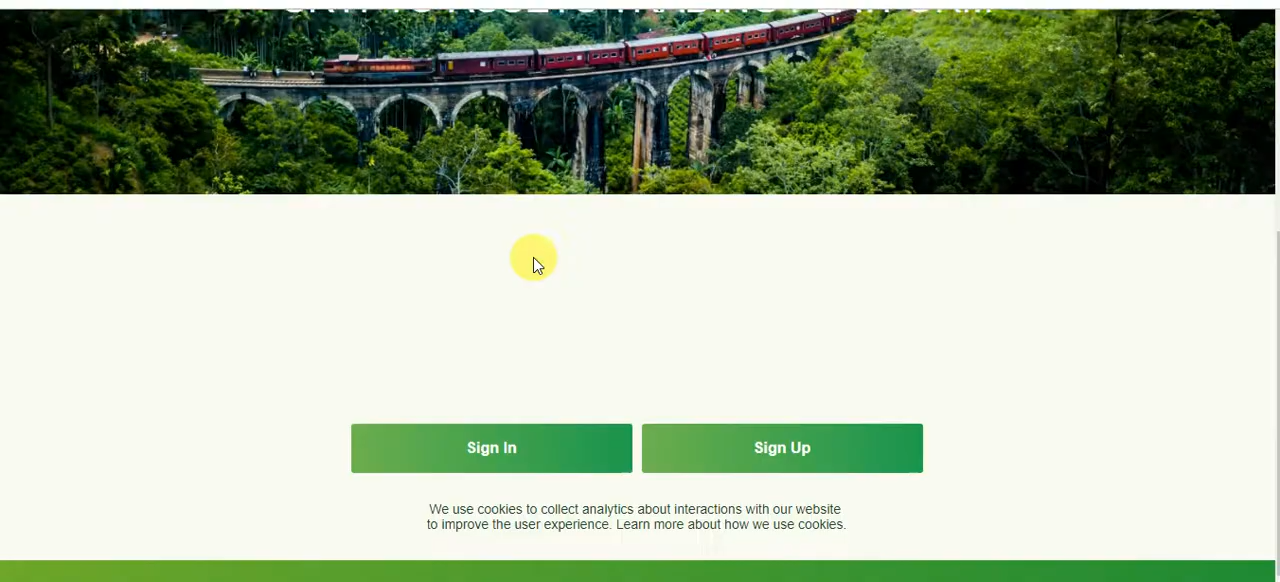 Sign In
Sign Up
We use cookies to collect analytics about interactions with our website
to improve the user experience. Learn more about how we use cookies.